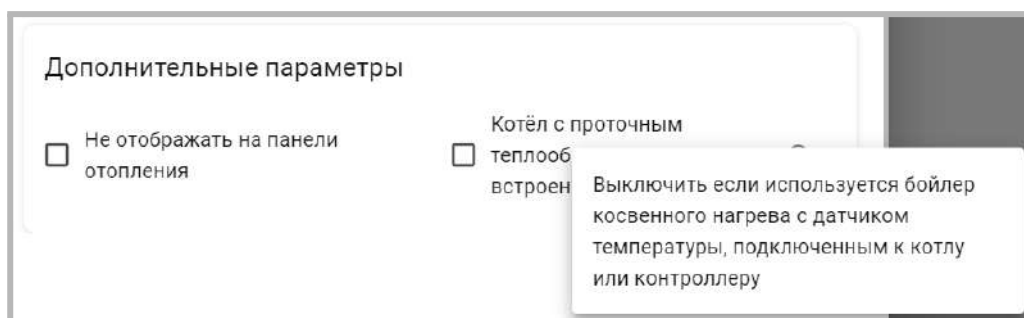 Дополнительные параметры
Не отображать на панели
отопления
Котёл с проточным
теплооб
встроен
Выключить если используется бойлер
косвенного нагрева с датчиком
температуры, подключенным к котлу
или контроллеру